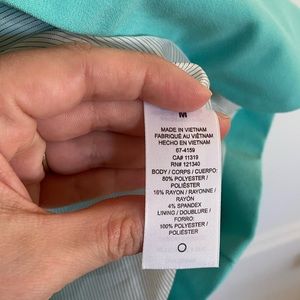 M
MADE IN VIETNAM
FABRIQUÉ AU VIÊTNAM
HECHO EN VIETNAM
67-4159
CA# 11319
RN# 121340
BODY / CORPS / CUERPO:
80% POLYESTER /
POLIÉSTER
16% RAYON / RAYONNE /
RAYÓN
4% SPANDEX
LINING / DOUBLURE /
FORRO:
100% POLYESTER /
POLIÉSTER